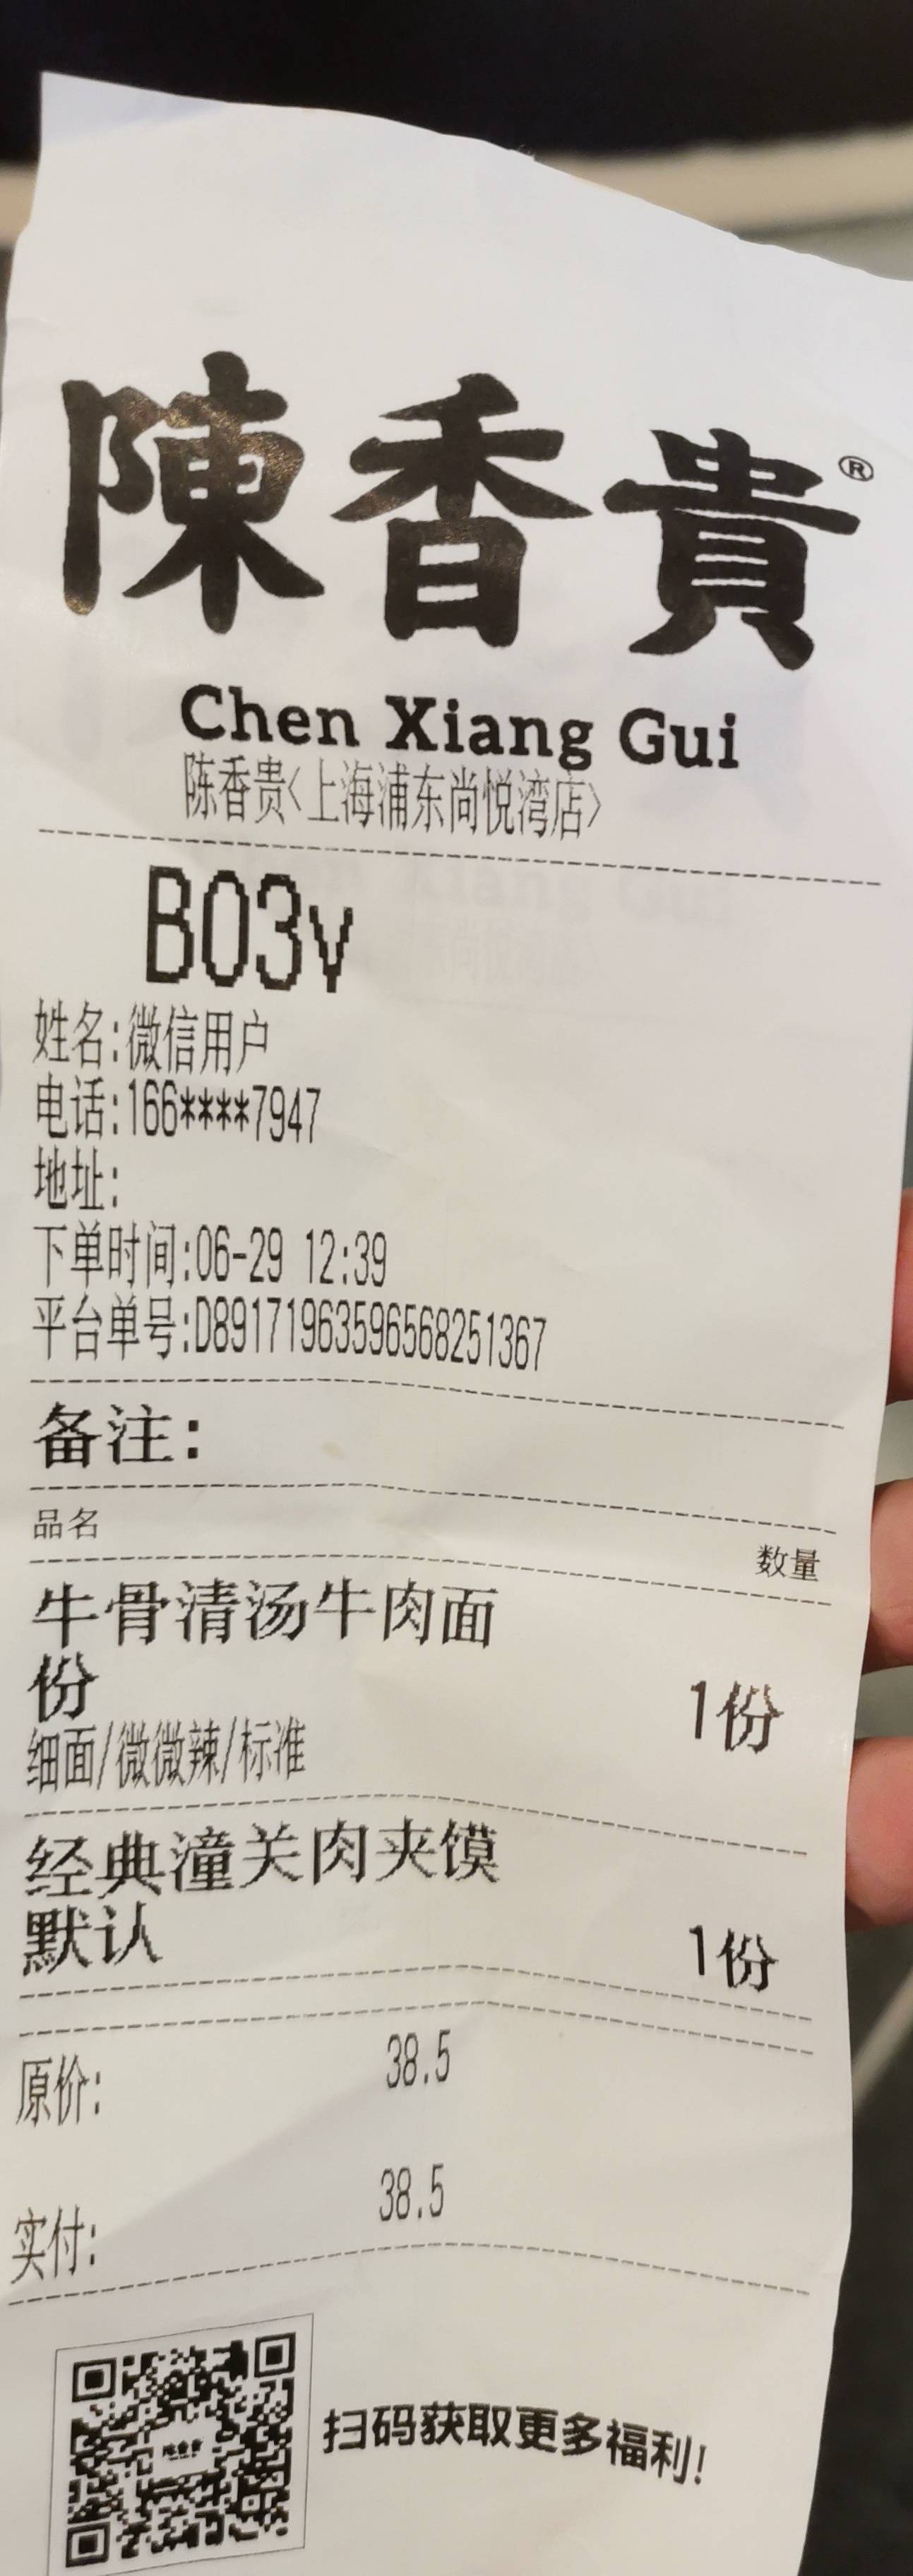 陳香貴®
Chen Xiang Gui
陈香贵<上海浦东尚悦湾店>
B03v
姓名:微信用户
电话:166****7947
地址:
下单时间:06-29 12:39
平台单号:D891719635965682513​67
备注:
品名 数量
牛骨清汤牛肉面
份 1份
细面/微微辣/标准
经典潼关肉夹馍
默认 1份
原价: 38.5
实付: 38.5
扫码获取更多福利!